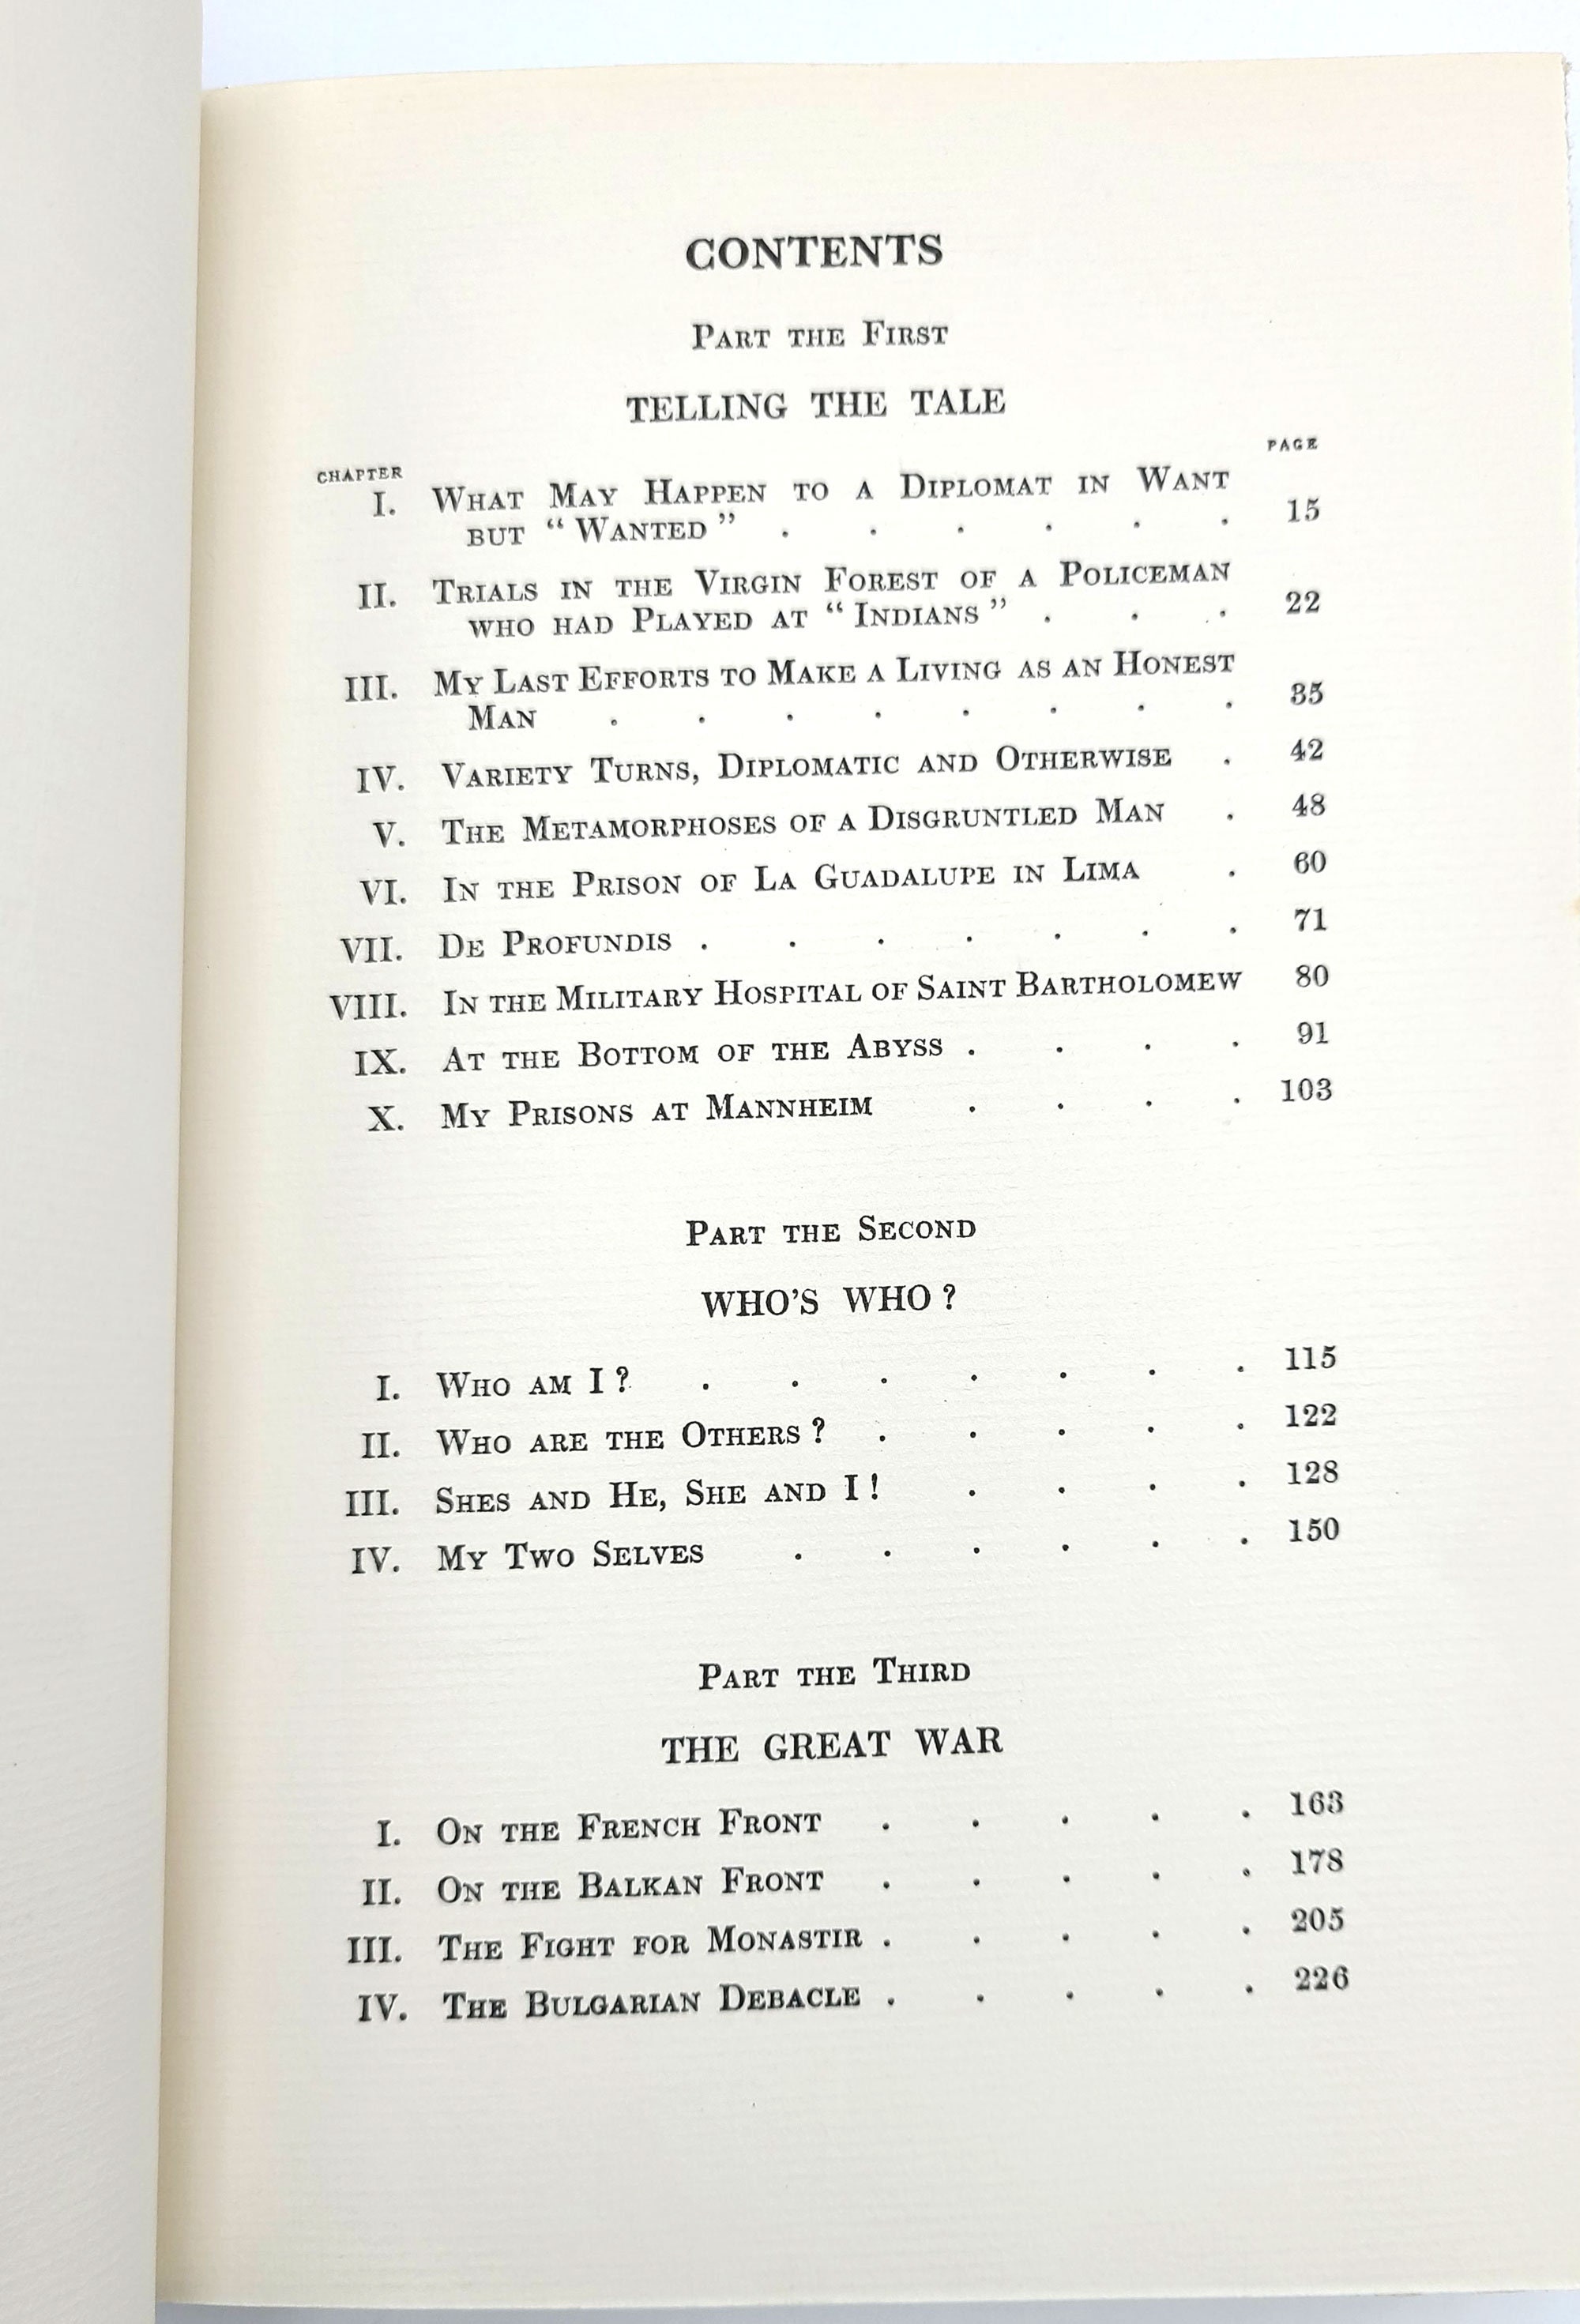 CONTENTS
PART THE FIRST
TELLING THE TALE
CHAPTER PAGE
I. WHAT MAY HAPPEN TO A DIPLOMAT IN WANT
BUT “WANTED” . . . . . . 15
II. TRIALS IN THE VIRGIN FOREST OF A POLICEMAN
WHO HAD PLAYED AT “INDIANS” . . . 22
III. MY LAST EFFORTS TO MAKE A LIVING AS AN HONEST
MAN . . . . . . . . 35
IV. VARIETY TURNS, DIPLOMATIC AND OTHERWISE . 42
V. THE METAMORPHOSES OF A DISGRUNTLED MAN . 48
VI. IN THE PRISON OF LA GUADALUPE IN LIMA . 60
VII. DE PROFUNDIS . . . . . . . 71
VIII. IN THE MILITARY HOSPITAL OF SAINT BARTHOLOMEW 80
IX. AT THE BOTTOM OF THE ABYSS . . . . 91
X. MY PRISONS AT MANNHEIM . . . . 103
PART THE SECOND
WHO'S WHO?
I. WHO AM I? . . . . . . . 115
II. WHO ARE THE OTHERS? . . . . . 122
III. SHES AND HE, SHE AND I! . . . . 128
IV. MY TWO SELVES . . . . . . 150
PART THE THIRD
THE GREAT WAR
I. ON THE FRENCH FRONT . . . . . 163
II. ON THE BALKAN FRONT . . . . . 178
III. THE FIGHT FOR MONASTIR . . . . . 205
IV. THE BULGARIAN DEBACLE . . . . . 226